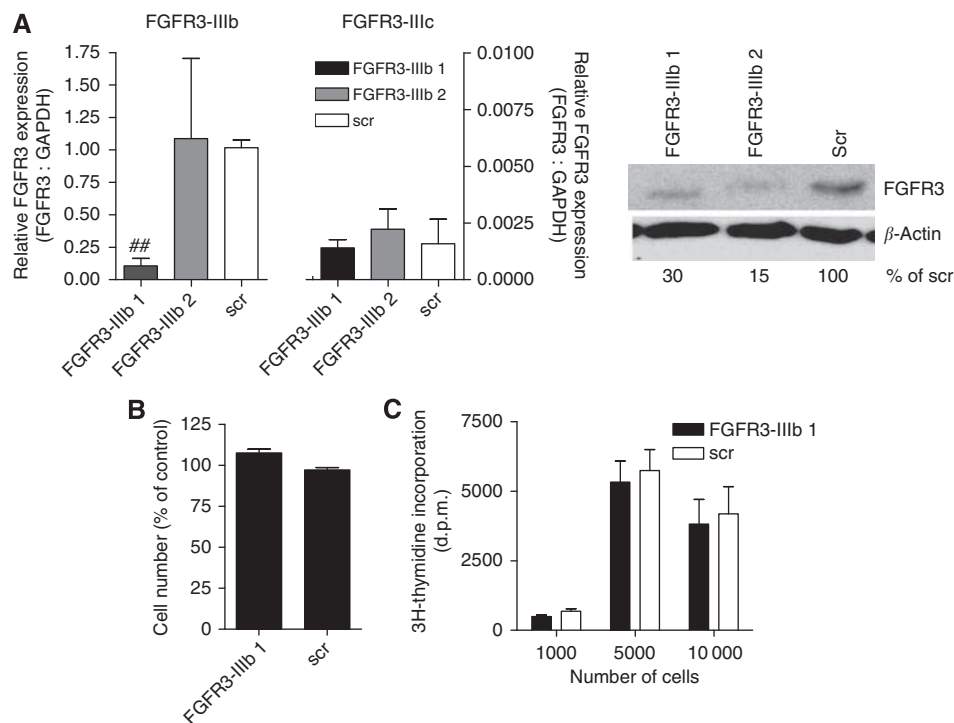 A
FGFR3-IIIb
FGFR3-IIIc
Relative FGFR3 expression
(FGFR3 : GAPDH)
1.75
1.50
1.25
1.00
0.75
0.50
0.25
0.00
##
FGFR3-IIIb 1
FGFR3-IIIb 2
scr
FGFR3-IIIb 1
FGFR3-IIIb 2
scr
0.0100
0.0075
0.0050
0.0025
0.0000
Relative FGFR3 expression
(FGFR3 : GAPDH)
FGFR3-IIIb 1
FGFR3-IIIb 2
scr
FGFR3-IIIb 1
FGFR3-IIIb 2
Scr
FGFR3
β-Actin
30 15 100 % of scr
B
Cell number (% of control)
125
100
75
50
25
0
FGFR3-IIIb 1
scr
C
3H-thymidine incorporation
(d.p.m.)
7500
5000
2500
0
FGFR3-IIIb 1
scr
1000 5000 10 000
Number of cells